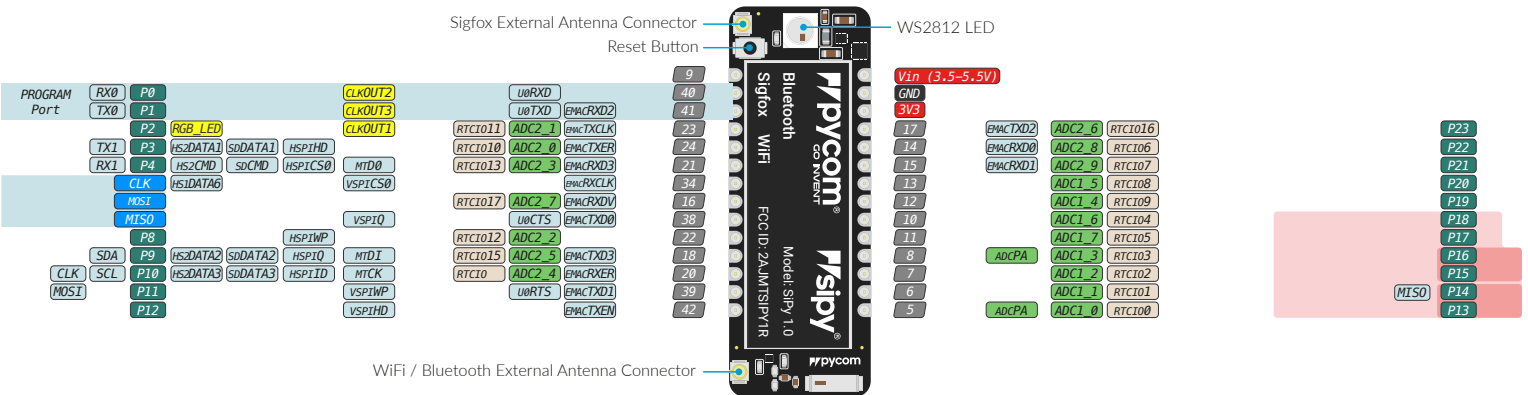 Sigfox External Antenna Connector
WS2812 LED
Reset Button
9 Vin (3.5-5.5V)
PROGRAM RX0 P0 CLKOUT2 U0RXD 40 GND
Port TX0 P1 CLKOUT3 U0TXD EMACRXD2 41 3V3
P2 RGB_LED CLKOUT1 RTCIO11 ADC2_1 EMACTXCLK 23 17 EMACTXD2 ADC2_6 RTCIO16 P23
TX1 P3 HS2DATA1 SDDATA1 HSPIHD RTCIO10 ADC2_0 EMACTXER 24 14 EMACRXD0 ADC2_8 RTCIO6 P22
RX1 P4 HS2CMD SDCMD HSPICS0 MTDO RTCIO13 ADC2_3 EMACRXD3 21 15 EMACRXD1 ADC2_9 RTCIO7 P21
CLK HS1DATA6 VSPICS0 EMACRXCLK 34 13 ADC1_5 RTCIO8 P20
MOSI RTCIO17 ADC2_7 EMACRXDV 16 12 ADC1_4 RTCIO9 P19
MISO VSPIQ U0CTS EMACTXD0 38 10 ADC1_6 RTCIO4 P18
P8 HSPIWP RTCIO12 ADC2_2 22 11 ADC1_7 RTCIO5 P17
SDA P9 HS2DATA2 SDDATA2 HSPIQ MTDI RTCIO15 ADC2_5 EMACTXD3 18 8 ADCPA ADC1_3 RTCIO3 P16
CLK SCL P10 HS2DATA3 SDDATA3 HSPIID MTCK RTCIO ADC2_4 EMACRXER 20 7 ADC1_2 RTCIO2 P15
MOSI P11 VSPIWP U0RTS EMACTXD1 39 6 ADC1_1 RTCIO1 MISO P14
P12 VSPIHD EMACTXEN 42 5 ADCPA ADC1_0 RTCIO0 P13
pycom®
GO INVENT
Bluetooth
Sigfox WiFi
sipy®
Model: SiPy 1.0
FCC ID: 2AJMTSIPY1R
pycom
WiFi / Bluetooth External Antenna Connector